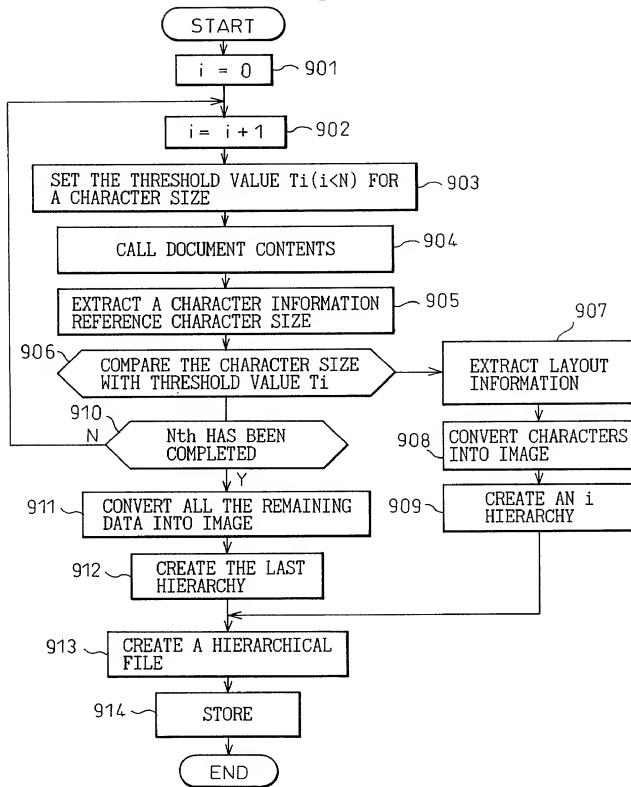 START
i = 0
901
i = i + 1
902
SET THE THRESHOLD VALUE Ti(i<N) FOR
A CHARACTER SIZE
903
CALL DOCUMENT CONTENTS
904
EXTRACT A CHARACTER INFORMATION
REFERENCE CHARACTER SIZE
905
906
COMPARE THE CHARACTER SIZE
WITH THRESHOLD VALUE Ti
907
EXTRACT LAYOUT
INFORMATION
908
CONVERT CHARACTERS
INTO IMAGE
909
CREATE AN i
HIERARCHY
910
N
Nth HAS BEEN
COMPLETED
Y
911
CONVERT ALL THE REMAINING
DATA INTO IMAGE
912
CREATE THE LAST
HIERARCHY
913
CREATE A HIERARCHICAL
FILE
914
STORE
END